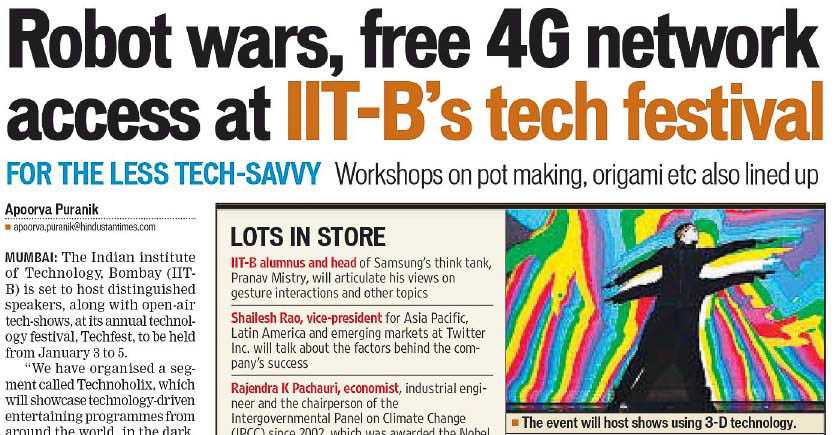 Robot wars, free 4G network
access at IIT-B's tech festival
FOR THE LESS TECH-SAVVY Workshops on pot making, origami etc also lined up
Apoorva Puranik
apoorva.puranik@hindustantimes.com
MUMBAI: The Indian institute
of Technology, Bombay (IIT-
B) is set to host distinguished
speakers, along with open-air
tech-shows, at its annual technol-
ogy festival, Techfest, to be held
from January 3 to 5.
"We have organised a seg-
ment called Technoholix, which
will showcase technology-driven
entertaining programmes from
around the world, in the dark
LOTS IN STORE
IIT-B alumnus and head of Samsung's think tank,
Pranav Mistry, will articulate his views on
gesture interactions and other topics
Shailesh Rao, vice-president for Asia Pacific,
Latin America and emerging markets at Twitter
Inc. will talk about the factors behind the com-
pany's success
Rajendra K Pachauri, economist, industrial engi-
neer and the chairperson of the
Intergovernmental Panel on Climate Change
(IPCC) since 2002, which was awarded the Nobel
The event will host shows using 3-D technology.